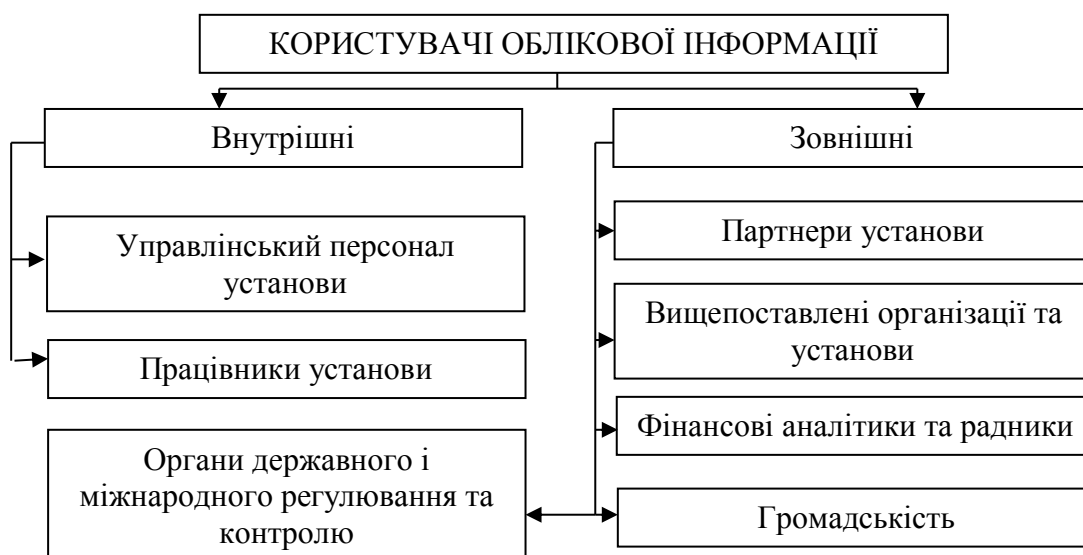 КОРИСТУВАЧІ ОБЛІКОВОЇ ІНФОРМАЦІЇ
Внутрішні
Управлінський персонал
установи
Працівники установи
Зовнішні
Партнери установи
Вищепоставлені організації та
установи
Фінансові аналітики та радники
Органи державного і
міжнародного регулювання та
контролю
Громадськість